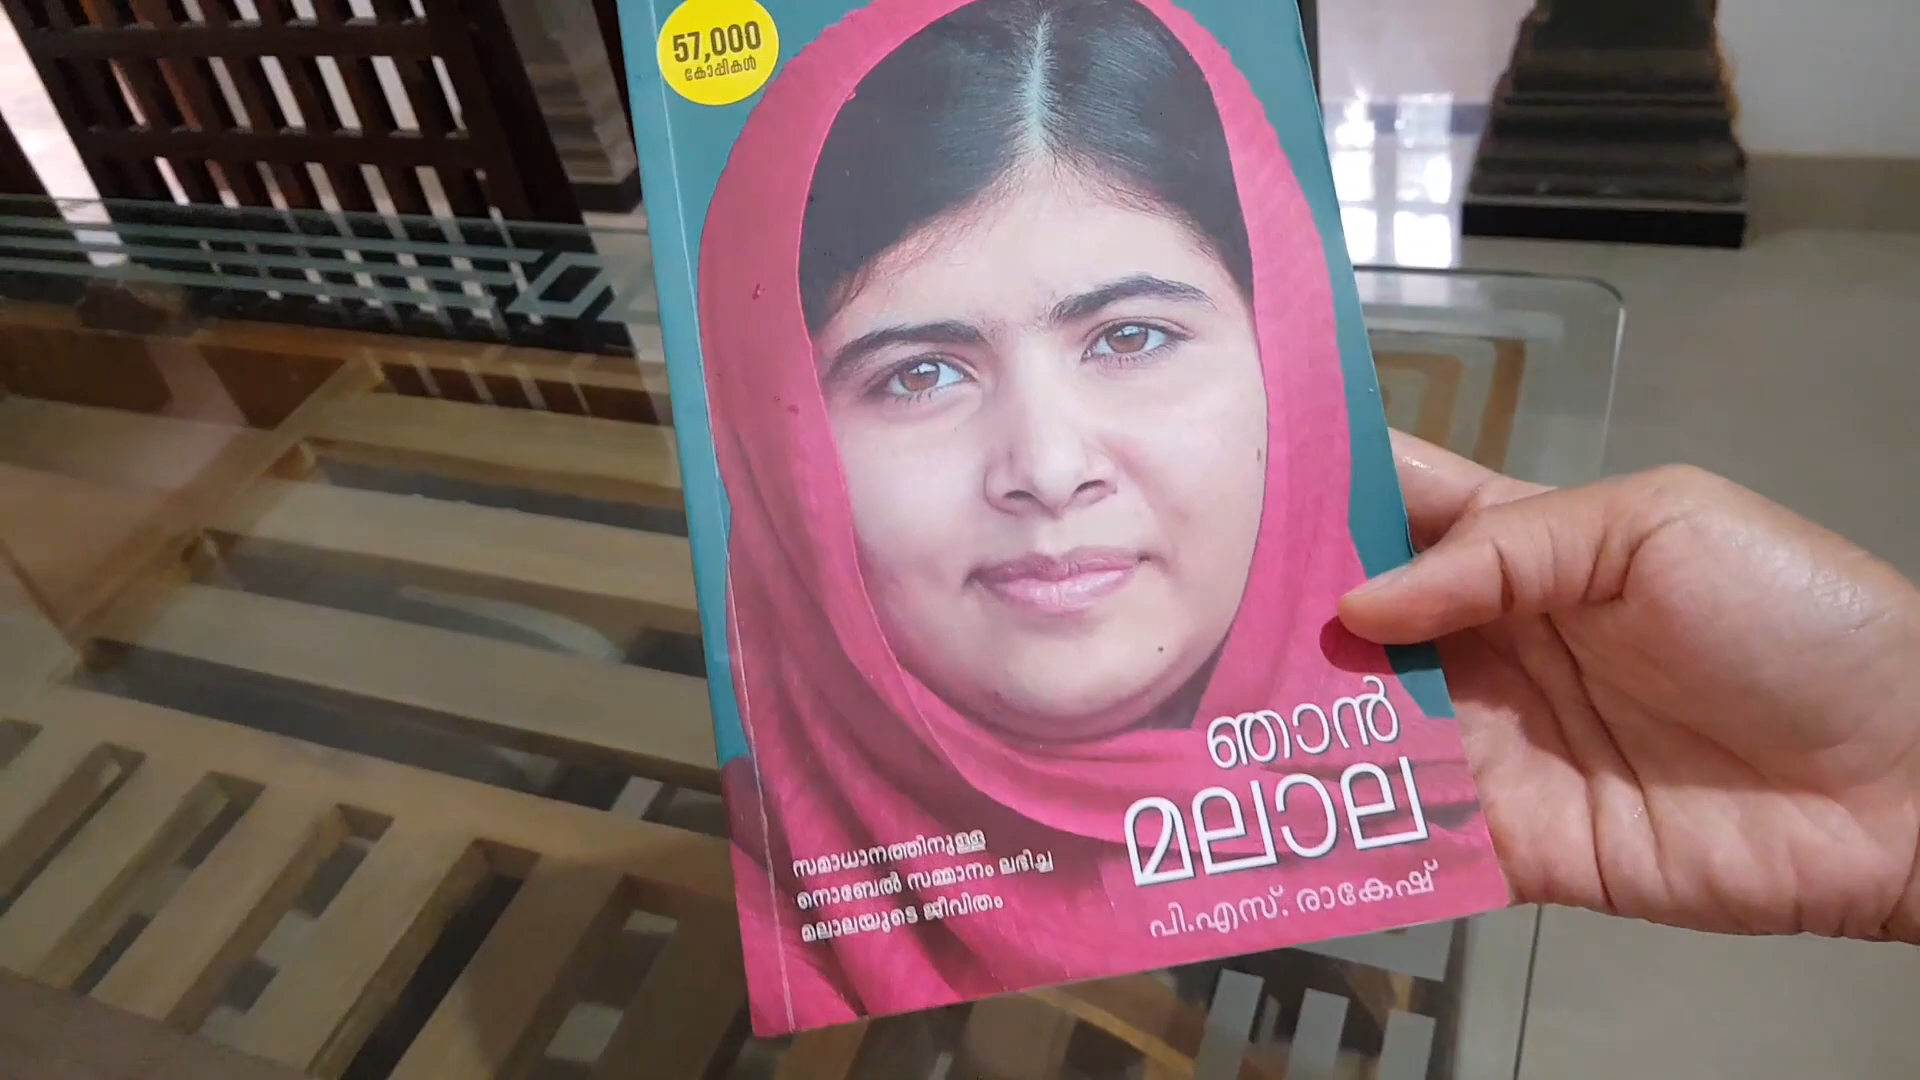 57,000
കോപ്പികൾ
ഞാൻ
മലാല
പി.എസ്. രാകേഷ്
സമാധാനത്തിനുള്ള
നൊബേൽ സമ്മാനം ലഭിച്ച
മലാലയുടെ ജീവിതം